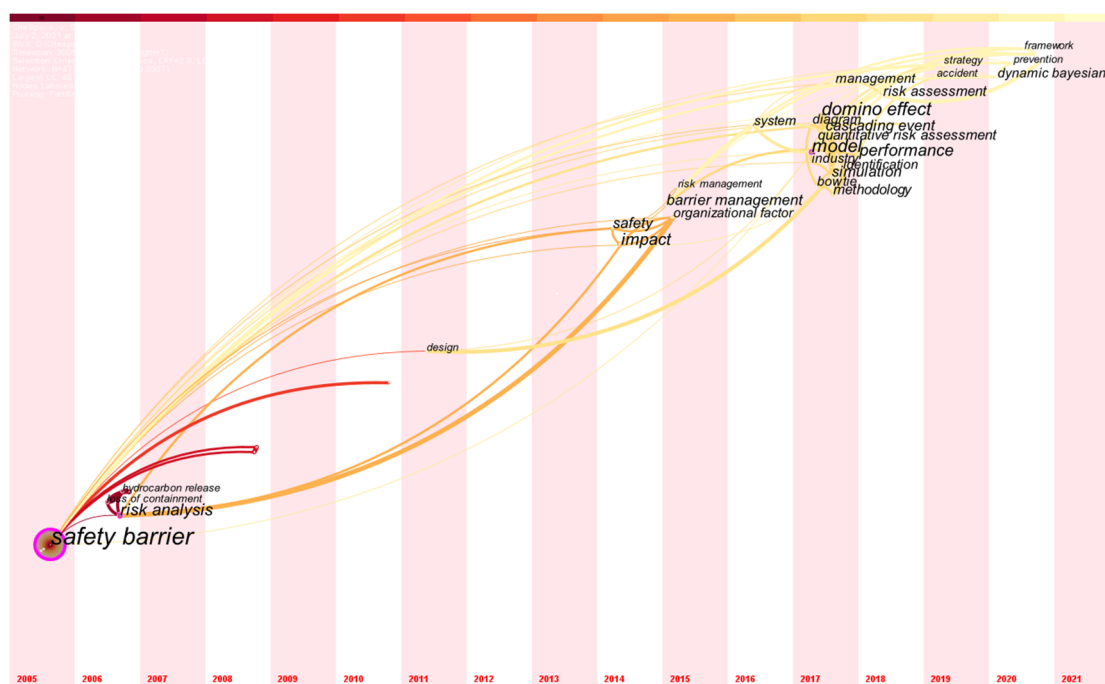 framework
strategy
prevention
accident
dynamic bayesian
management
risk assessment
domino effect
system
diagram
cascading event
quantitative risk assessment
model
performance
industry
identification
simulation
risk management
bowtie
methodology
barrier management
organizational factor
safety
impact
design
hydrocarbon release
loss of containment
risk analysis
safety barrier
2005 2006 2007 2008 2009 2010 2011 2012 2013 2014 2015 2016 2017 2018 2019 2020 2021